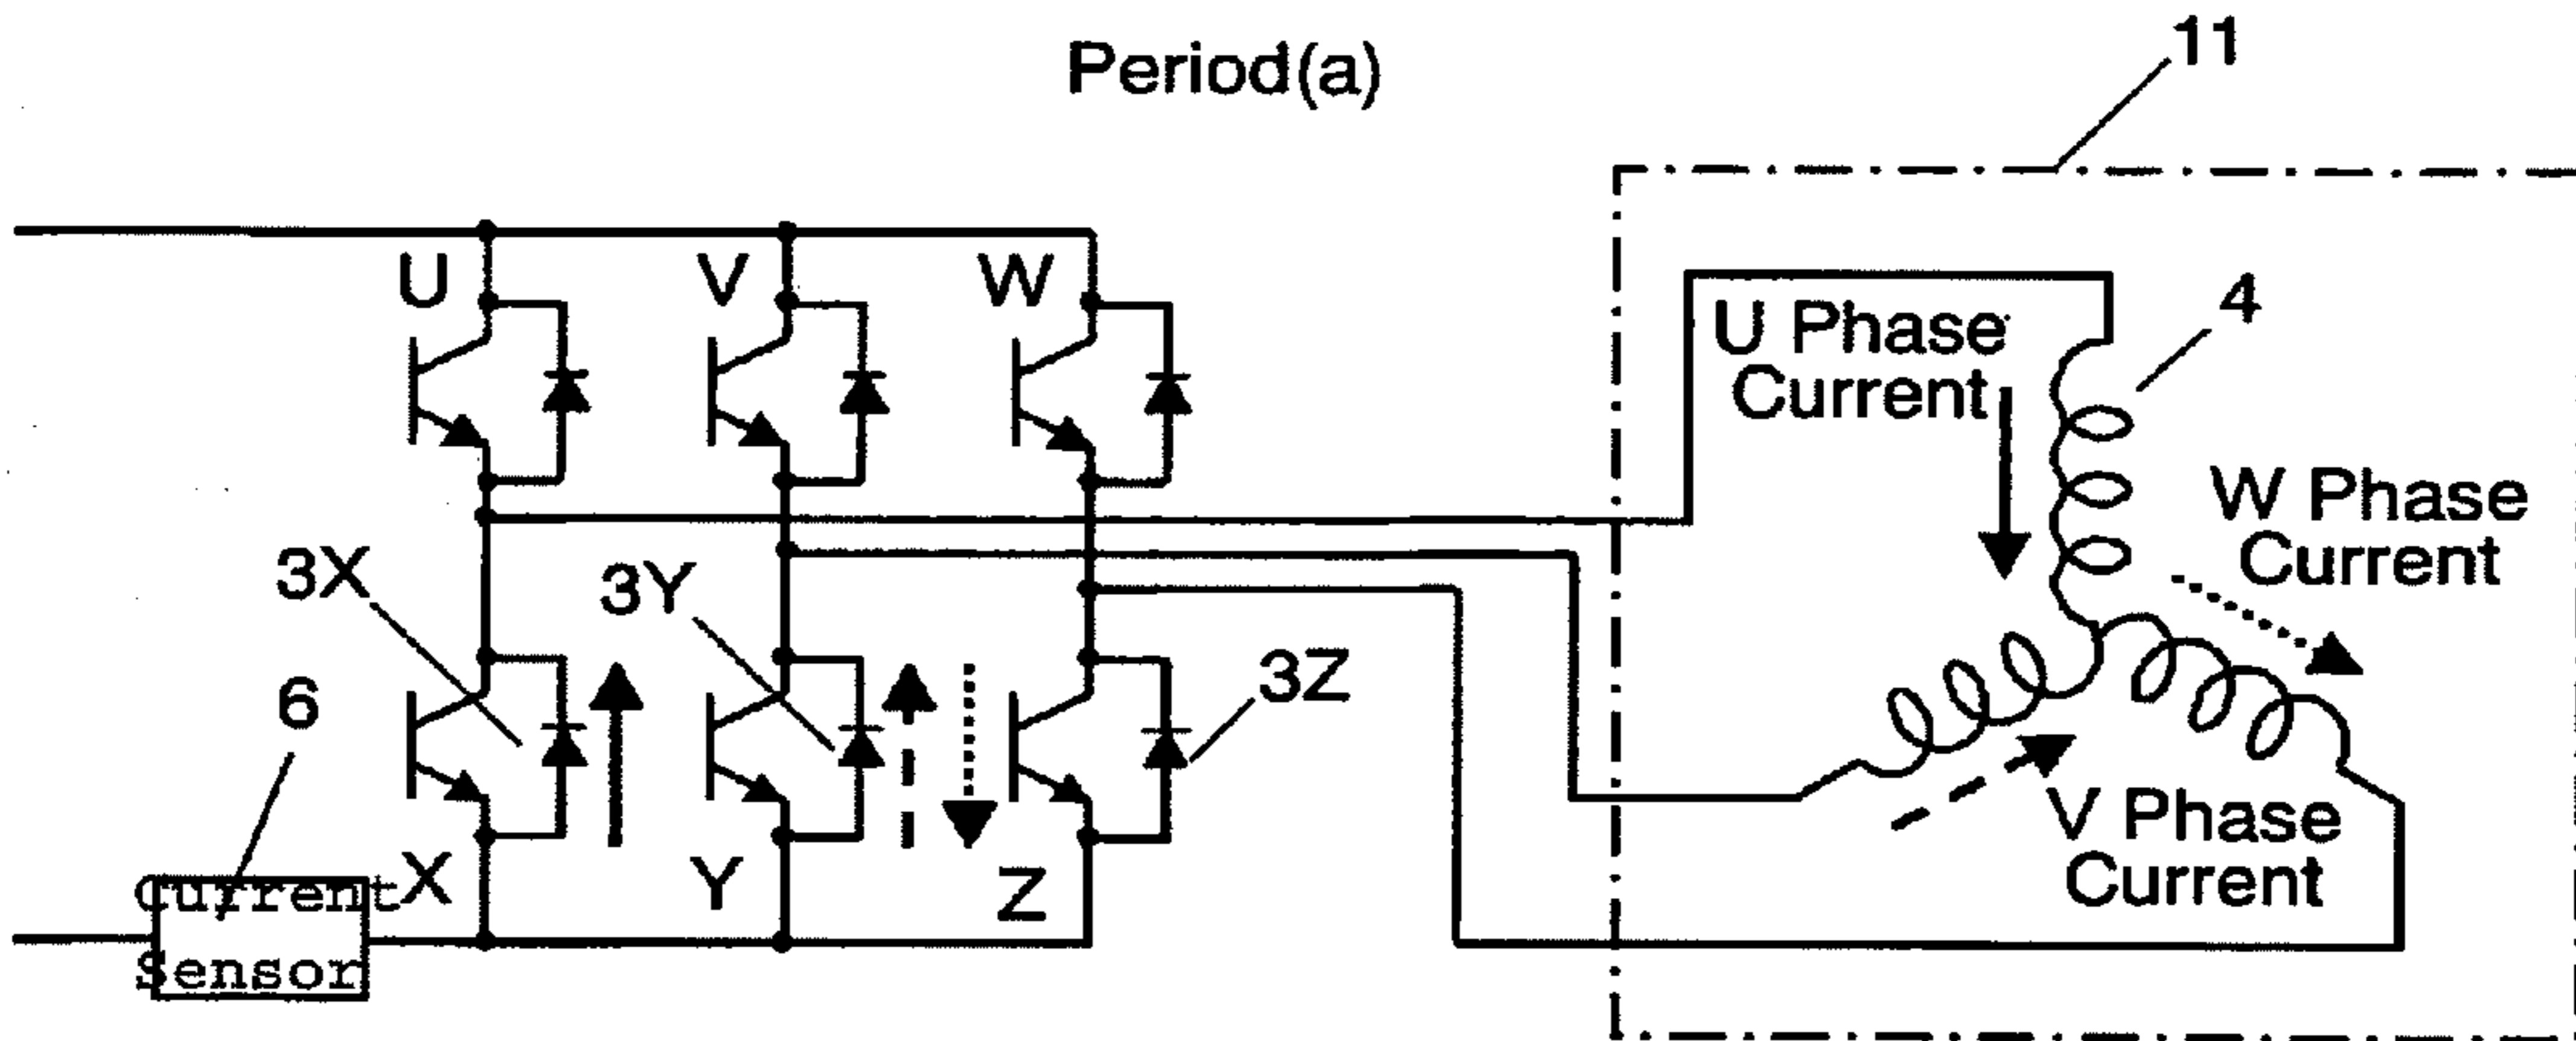 Period(a)
11
U
V
W
4
U Phase
Current
W Phase
Current
3X
3Y
3Z
6
V Phase
Current
X
Y
Z
Current
Sensor